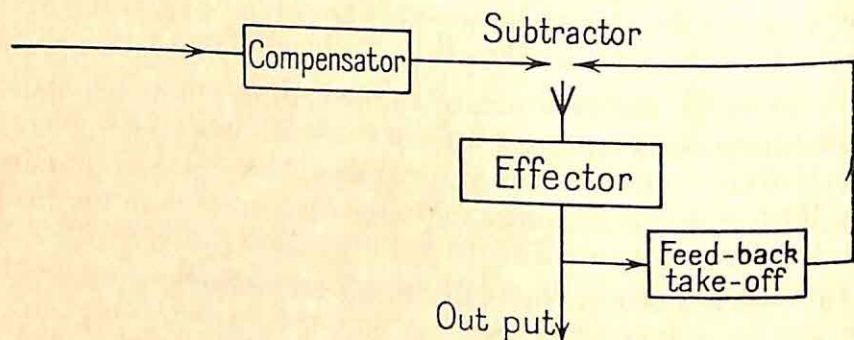 Subtractor
Compensator
Effector
Feed-back
take-off
Out put